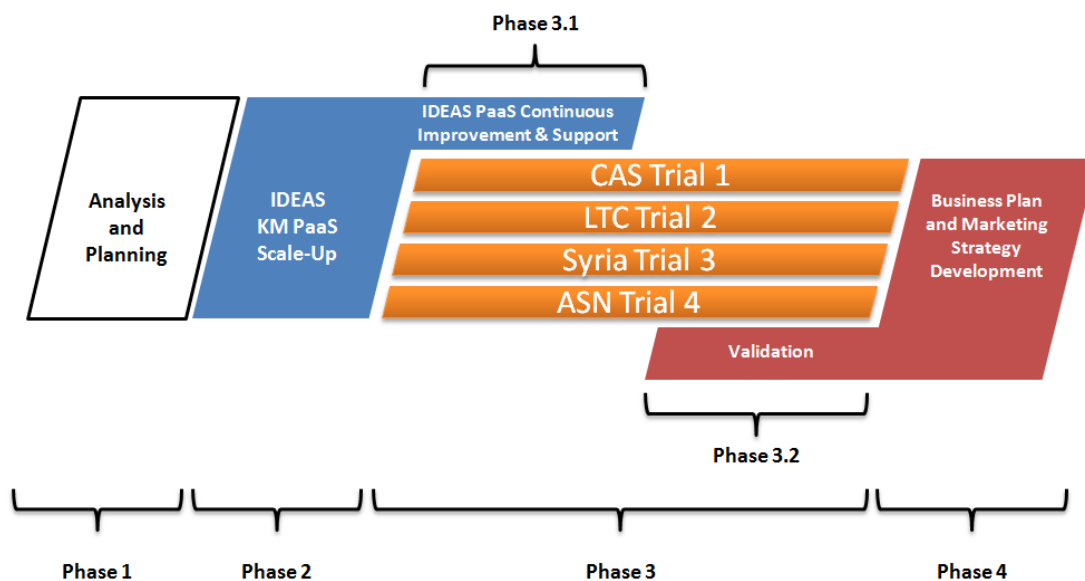 Phase 3.1
IDEAS PaaS Continuous
Improvement & Support
Analysis
and
Planning
IDEAS
KM PaaS
Scale-Up
CAS Trial 1
LTC Trial 2
Syria Trial 3
ASN Trial 4
Business Plan
and Marketing
Strategy
Development
Validation
Phase 3.2
Phase 1
Phase 2
Phase 3
Phase 4